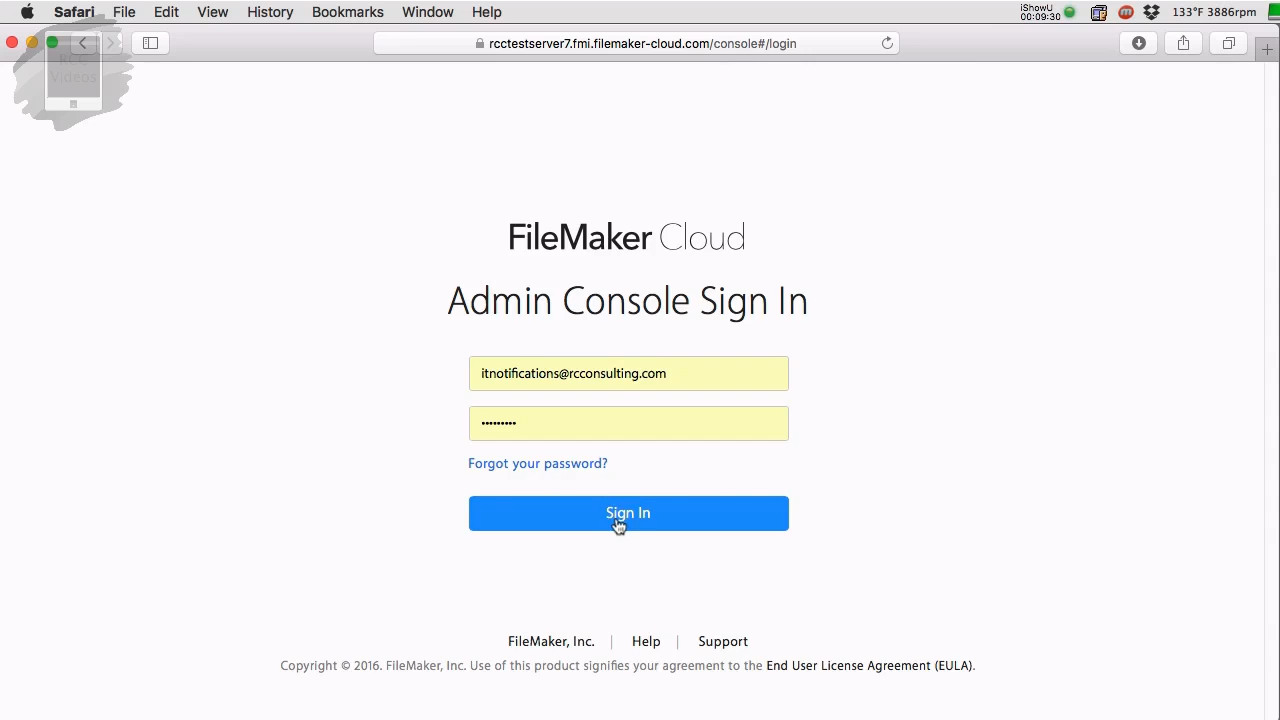 Safari File Edit View History Bookmarks Window Help iShowU 00:09:30 133°F 3886rpm
rcctestserver7.fmi.filemaker-cloud.com/console#/login
RCC
Videos
FileMaker Cloud
Admin Console Sign In
itnotifications@rcconsulting.com
•••••••••
Forgot your password?
Sign In
FileMaker, Inc. | Help | Support
Copyright © 2016. FileMaker, Inc. Use of this product signifies your agreement to the End User License Agreement (EULA).